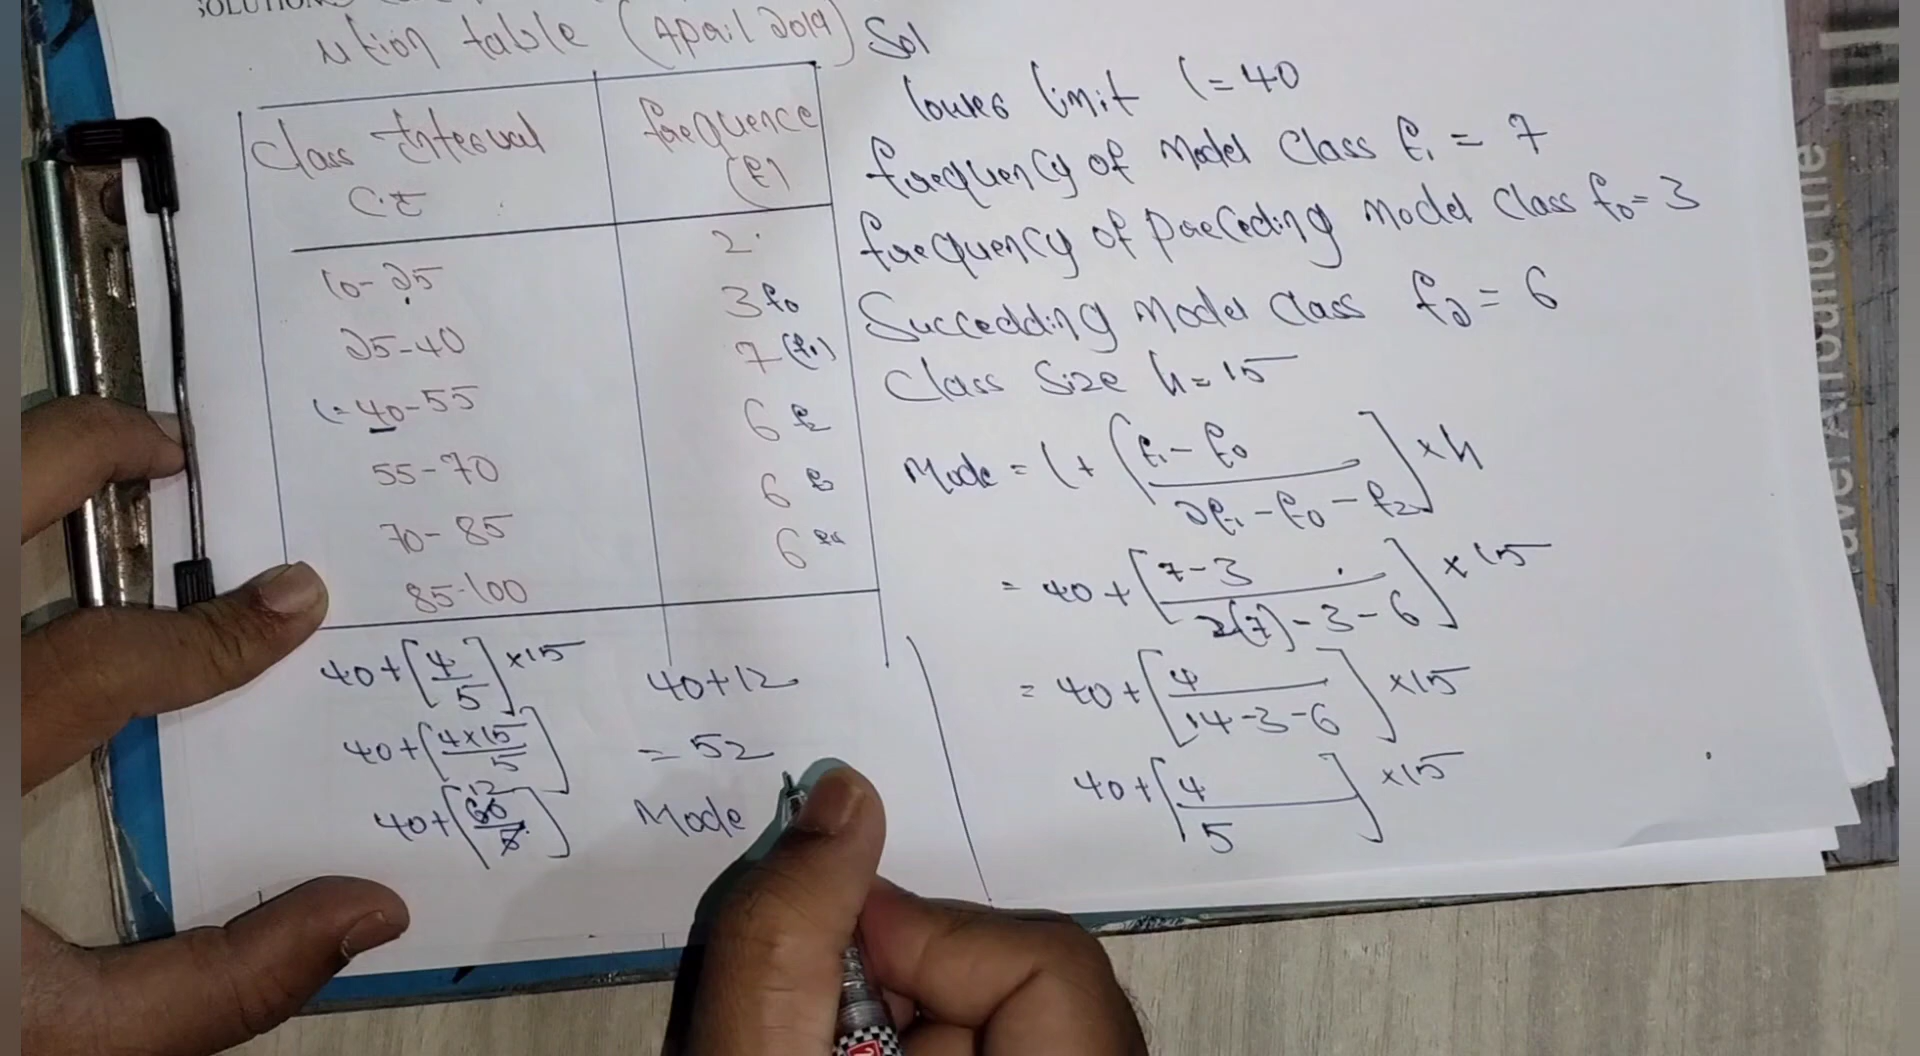 SOLUTION
ution table (April 2019) Sol
Class Interval C.I
frequence (f)
10-25 2
25-40 3 f0
l= 40-55 7 (f1)
55-70 6 f2
70-85 6
85-100 6
lower limit l=40
frequency of Model Class f1 = 7
frequency of preceding Model Class f0=3
Succedding Model Class f2= 6
Class Size h=15
Mode = l+ [f1-f0 / 2f1-f0-f2] ×h
= 40+ [7-3 / 2(7)-3-6] ×15
= 40+ [4 / 14-3-6] ×15
40+ [4 / 5] ×15
40+ [4 / 5] ×15
40+ [4×15 / 5]
40+ [60 / 5] 12
40+12
= 52
Mode